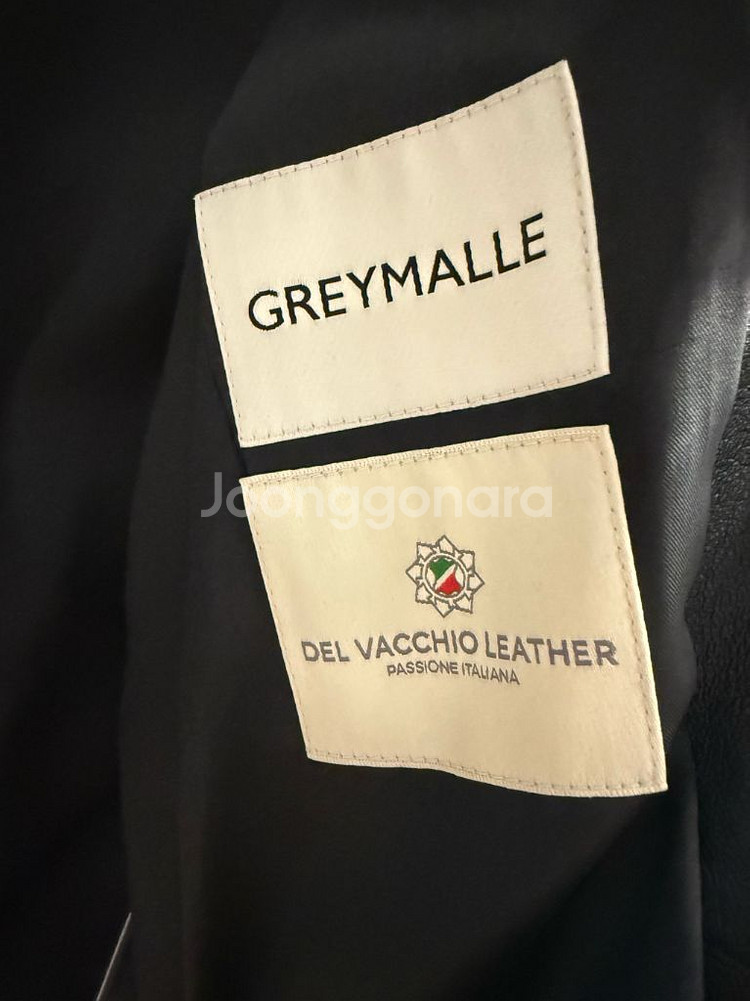 GREYMALLE
Joonggonara
DEL VACCHIO LEATHER
PASSIONE ITALIANA